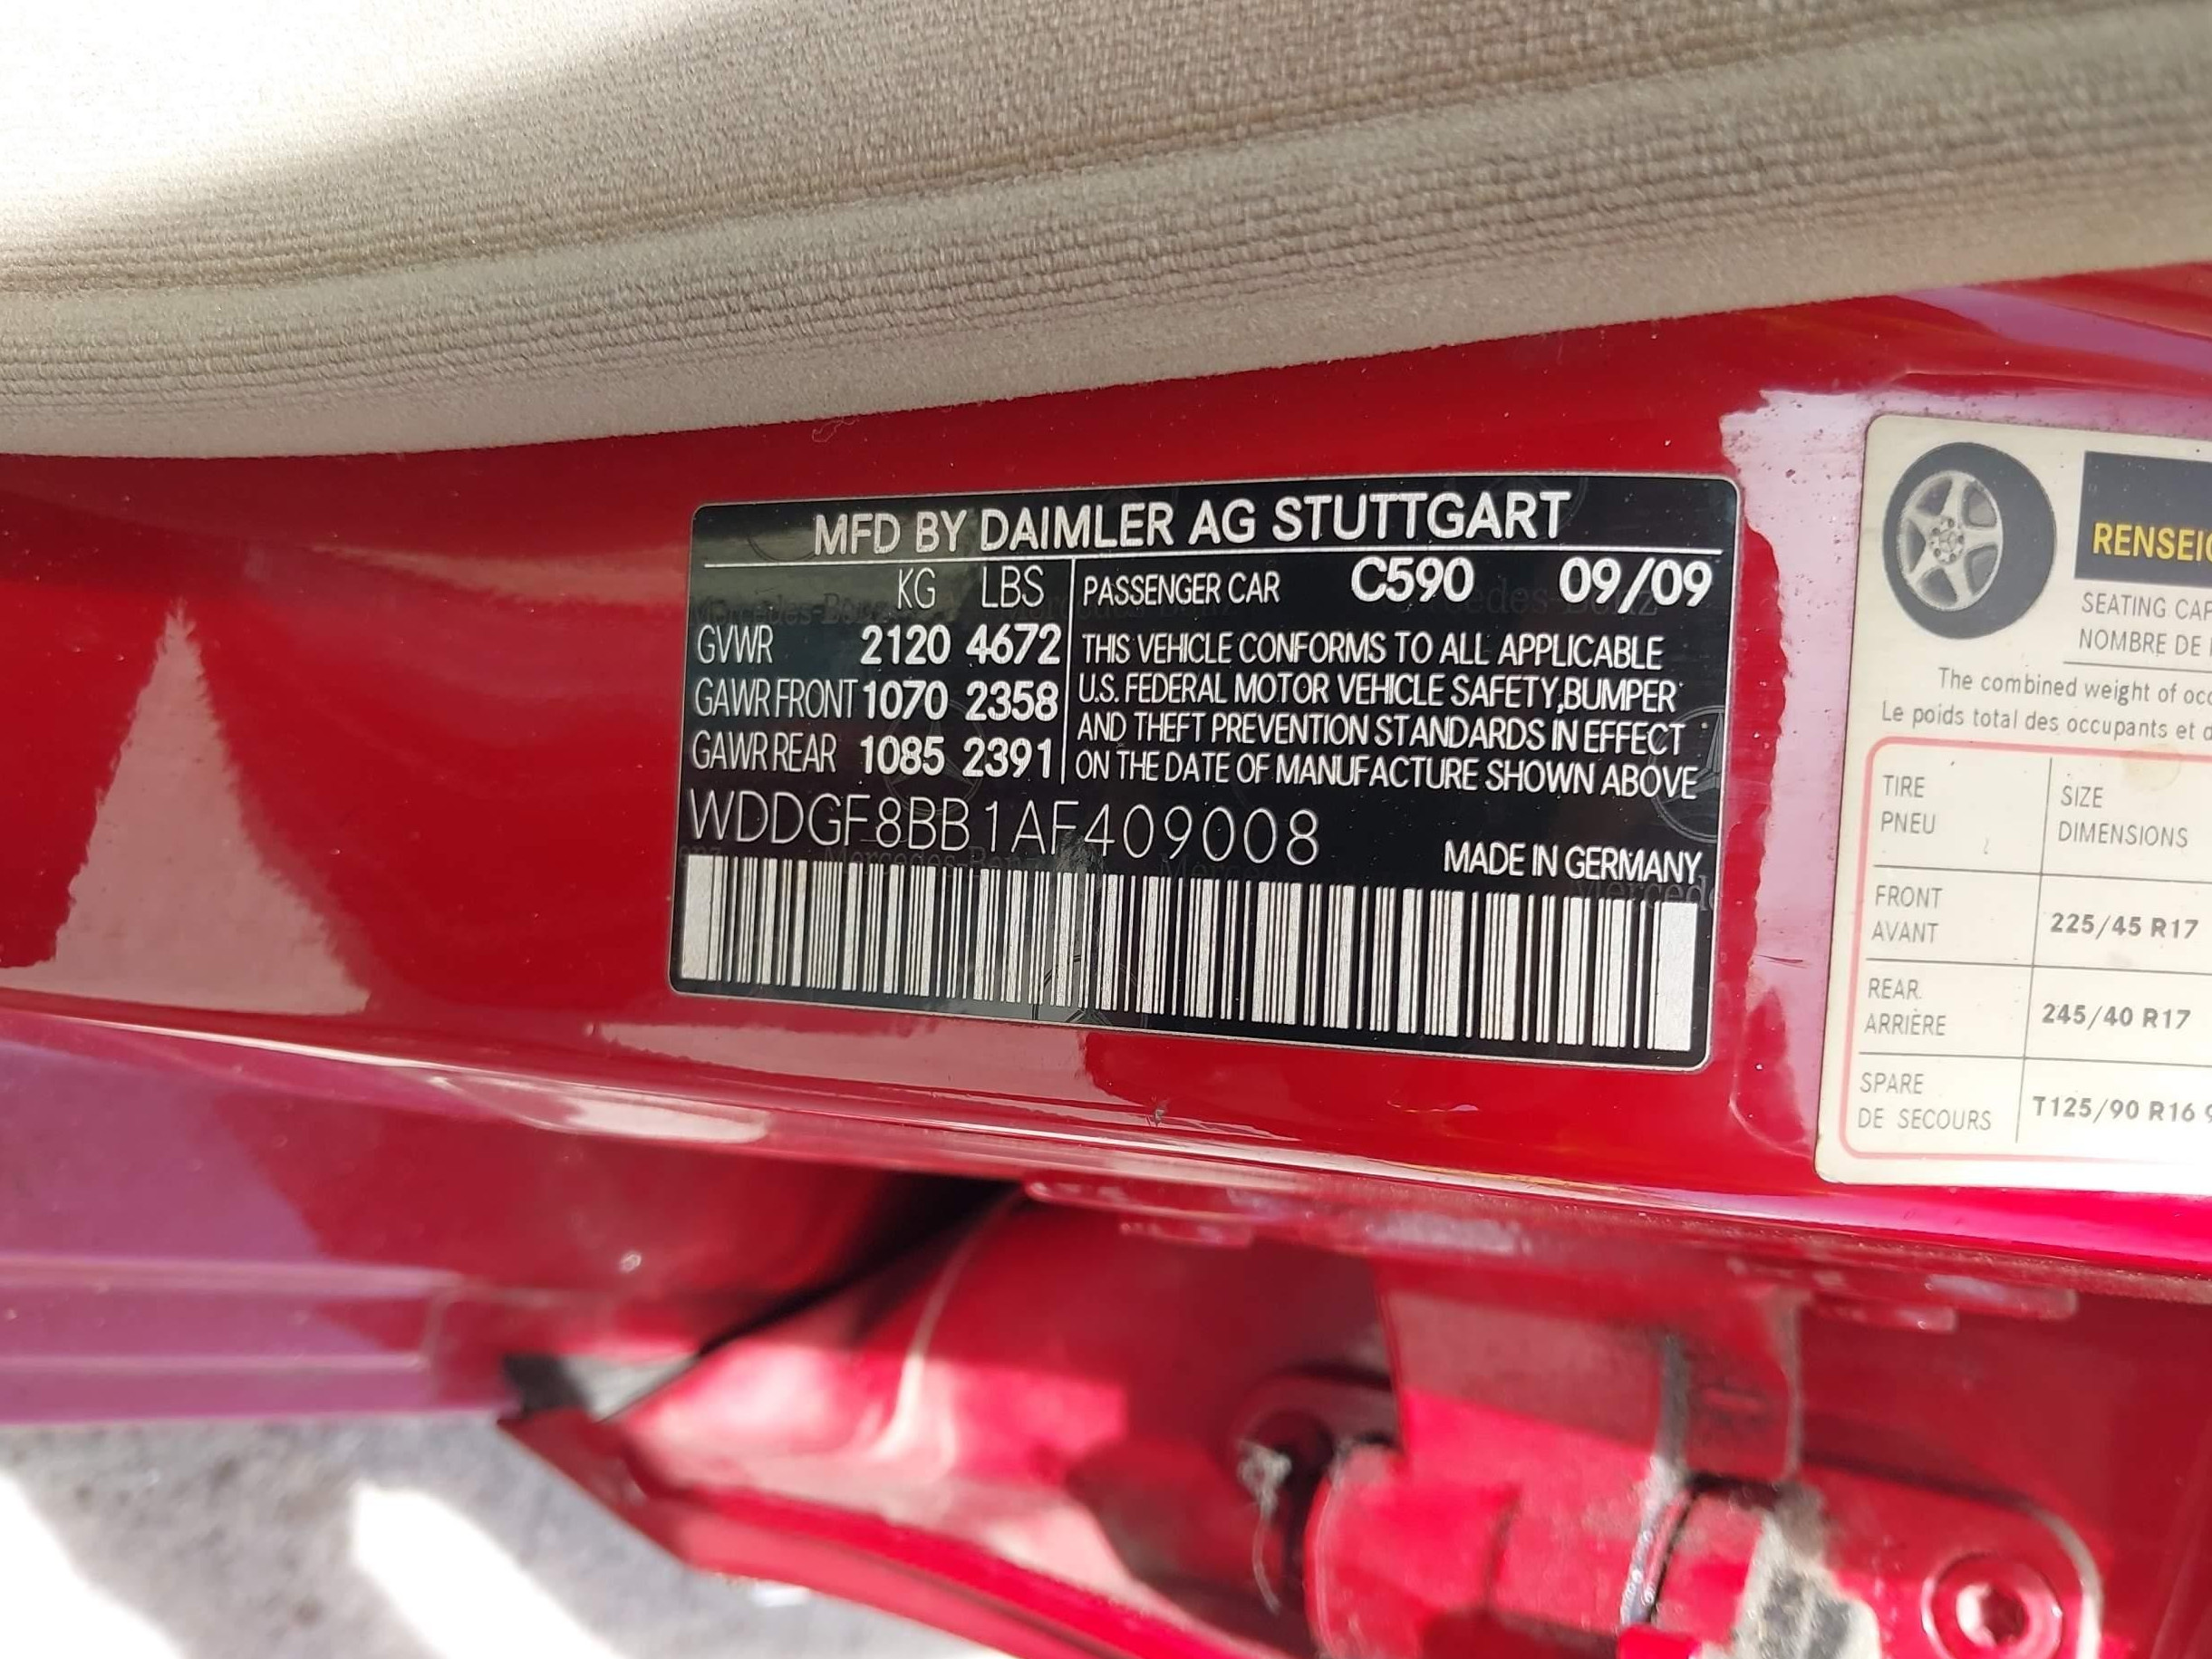 MFD BY DAIMLER AG STUTTGART
KG LBS
GVWR 2120 4672
GAWR FRONT 1070 2358
GAWR REAR 1085 2391
PASSENGER CAR C590 09/09
THIS VEHICLE CONFORMS TO ALL APPLICABLE
U.S. FEDERAL MOTOR VEHICLE SAFETY,BUMPER
AND THEFT PREVENTION STANDARDS IN EFFECT
ON THE DATE OF MANUFACTURE SHOWN ABOVE
WDDGF8BB1AF409008
MADE IN GERMANY
RENSEIG
SEATING CAP
NOMBRE DE
The combined weight of occ
Le poids total des occupants et d
TIRE SIZE
PNEU DIMENSIONS
FRONT
AVANT 225/45 R17
REAR
ARRIÈRE 245/40 R17
SPARE
DE SECOURS T125/90 R16